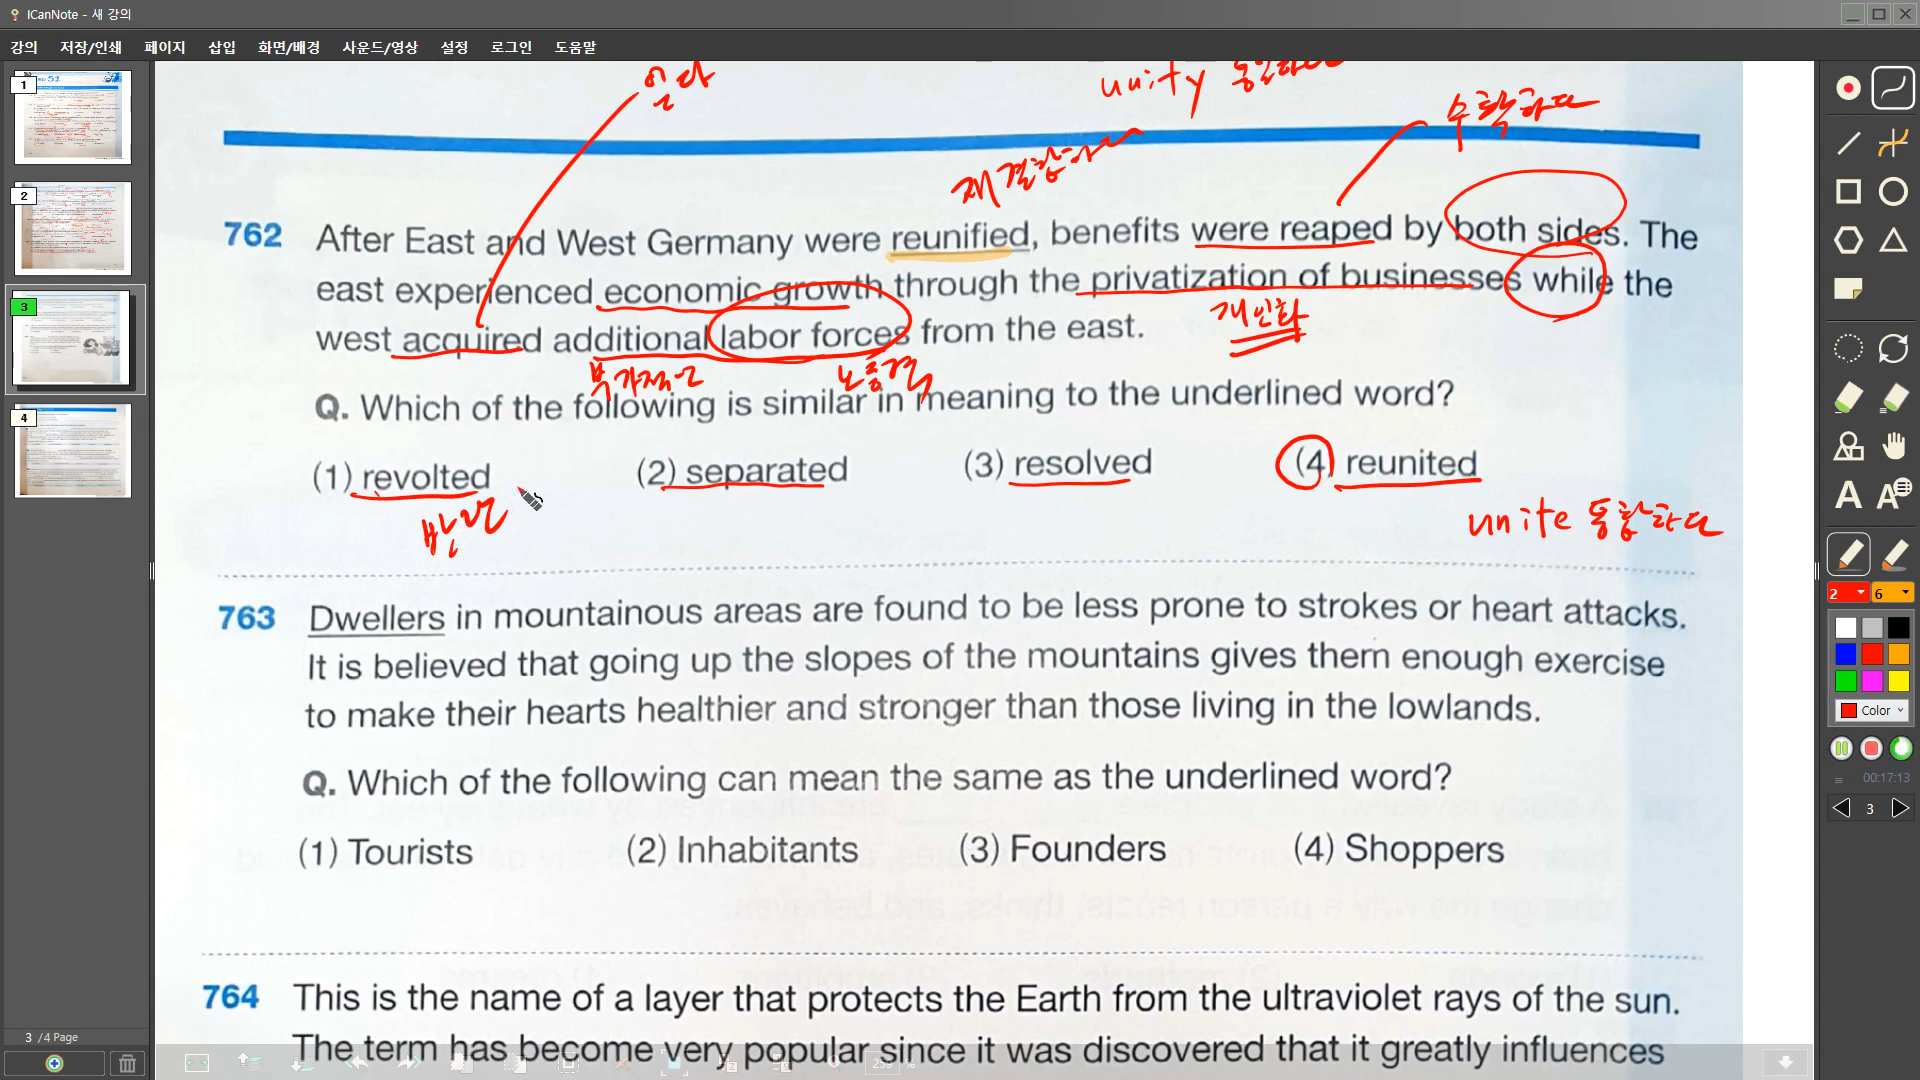 ICanNote - 새 강의
강의 저장/인쇄 페이지 삽입 화면/배경 사운드/영상 설정 로그인 도움말
1
2
3
4
얻다
unity
수확하다
재결합하다
762 After East and West Germany were reunified, benefits were reaped by both sides. The
east experienced economic growth through the privatization of businesses while the
개인화
west acquired additional labor forces from the east.
부가적인 노동력
Q. Which of the following is similar in meaning to the underlined word?
(1) revolted (2) separated (3) resolved (4) reunited
반란
unite 통합하다
763 Dwellers in mountainous areas are found to be less prone to strokes or heart attacks.
It is believed that going up the slopes of the mountains gives them enough exercise
to make their hearts healthier and stronger than those living in the lowlands.
Q. Which of the following can mean the same as the underlined word?
(1) Tourists (2) Inhabitants (3) Founders (4) Shoppers
764 This is the name of a layer that protects the Earth from the ultraviolet rays of the sun.
The term has become very popular since it was discovered that it greatly influences
2 6
Color
00:17:13
3
3 /4 Page
259 %